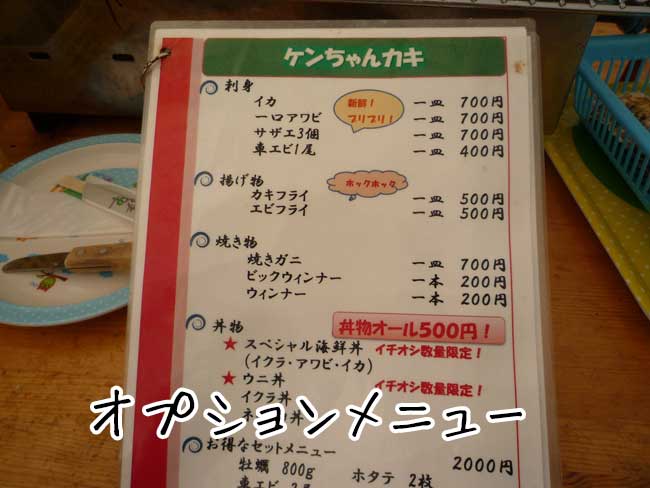 ケンちゃんカキ
刺身
イカ 一皿 700円
一口アワビ 一皿 700円
サザエ3個 一皿 700円
車エビ1尾 一皿 400円
新鮮!
プリプリ!
揚げ物
ホックホック
カキフライ 一皿 500円
エビフライ 一皿 500円
焼き物
焼きガニ 一皿 700円
ビックウィンナー 一本 200円
ウィンナー 一本 200円
丼物 丼物オール500円!
★ スペシャル海鮮丼 イチオシ数量限定!
(イクラ・アワビ・イカ)
★ ウニ丼 イチオシ数量限定!
イクラ丼
オプションメニュー
お得なセットメニュー
牡蠣 800g ホタテ 2枚 2000円
車エビ 2尾